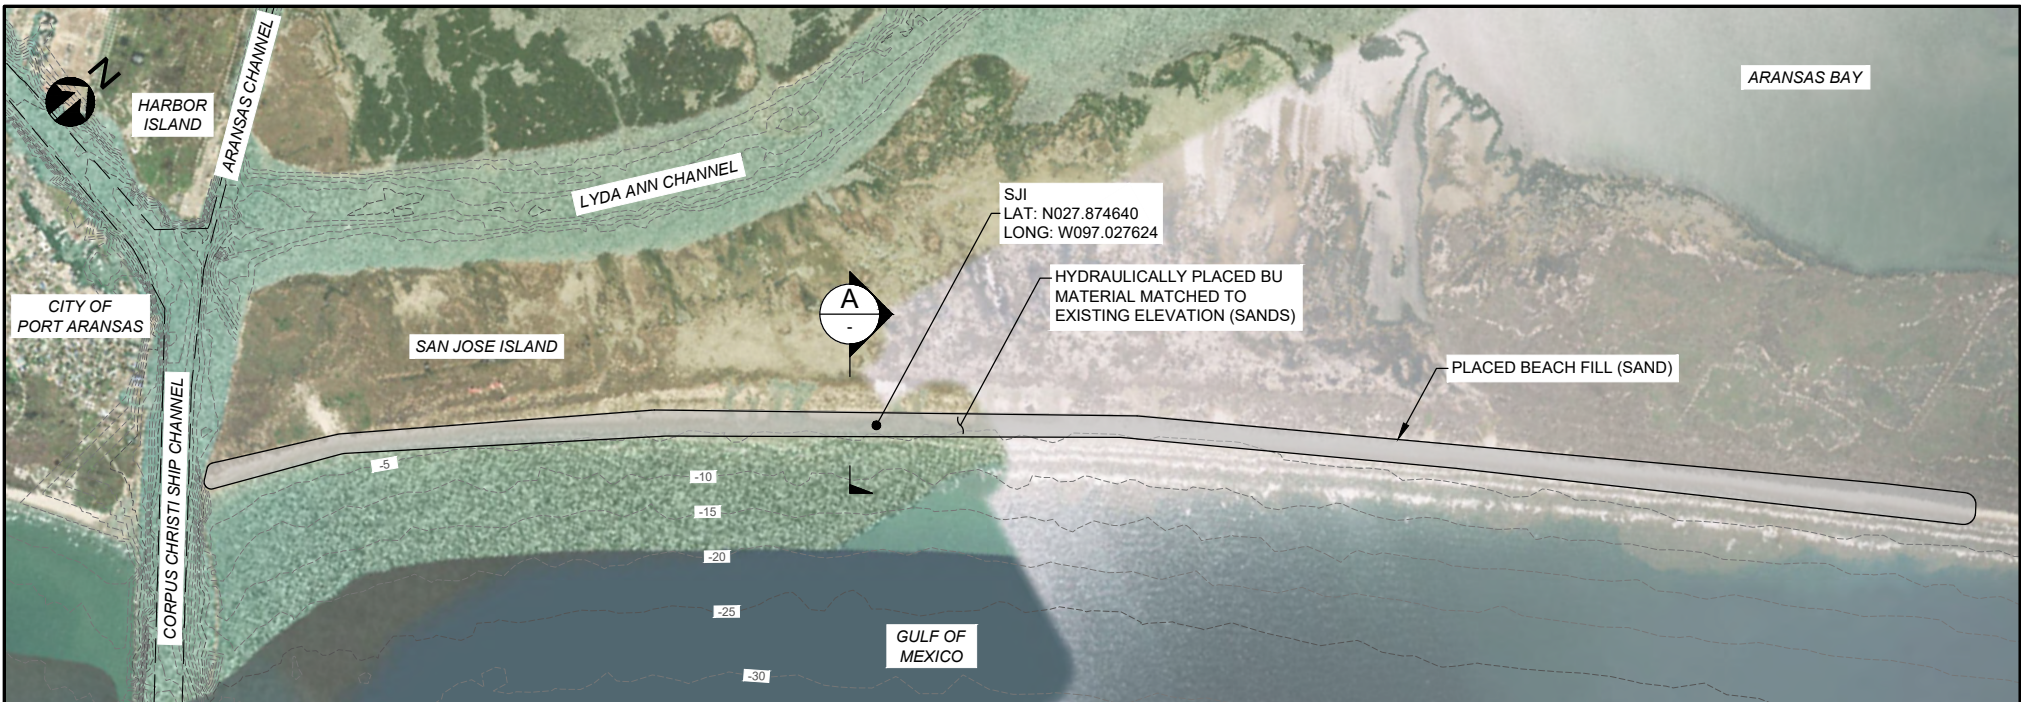 N
HARBOR
ISLAND
ARANSAS CHANNEL
ARANSAS BAY
LYDA ANN CHANNEL
SJI
LAT: N027.874640
LONG: W097.027624
HYDRAULICALLY PLACED BU
MATERIAL MATCHED TO
EXISTING ELEVATION (SANDS)
A
-
CITY OF
PORT ARANSAS
SAN JOSE ISLAND
PLACED BEACH FILL (SAND)
CORPUS CHRISTI SHIP CHANNEL
-5
-10
-15
-20
-25
-30
GULF OF
MEXICO